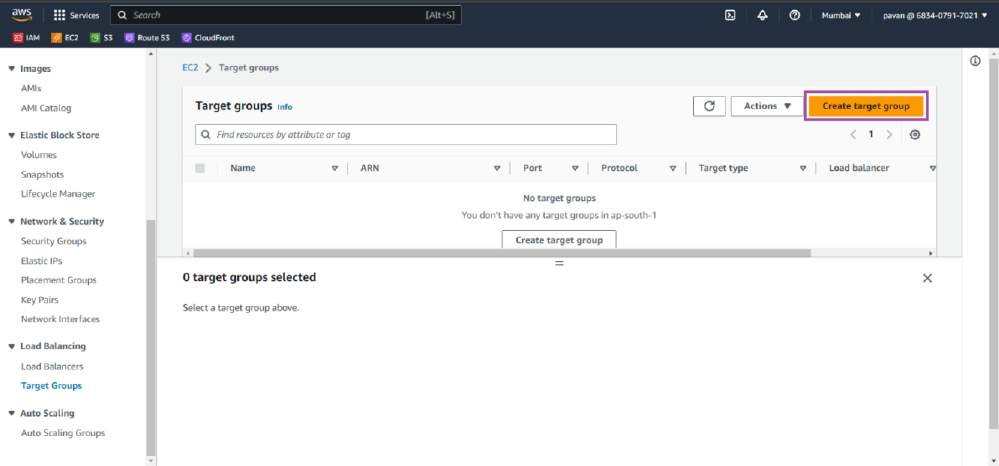 aws Services Search [Alt+S] Mumbai pavan @ 6834-0791-7021
IAM EC2 S3 Route 53 CloudFront
Images
AMIs
AMI Catalog
Elastic Block Store
Volumes
Snapshots
Lifecycle Manager
Network & Security
Security Groups
Elastic IPs
Placement Groups
Key Pairs
Network Interfaces
Load Balancing
Load Balancers
Target Groups
Auto Scaling
Auto Scaling Groups
EC2 > Target groups
Target groups Info Actions Create target group
Find resources by attribute or tag 1
Name ARN Port Protocol Target type Load balancer
No target groups
You don't have any target groups in ap-south-1
Create target group
0 target groups selected
Select a target group above.